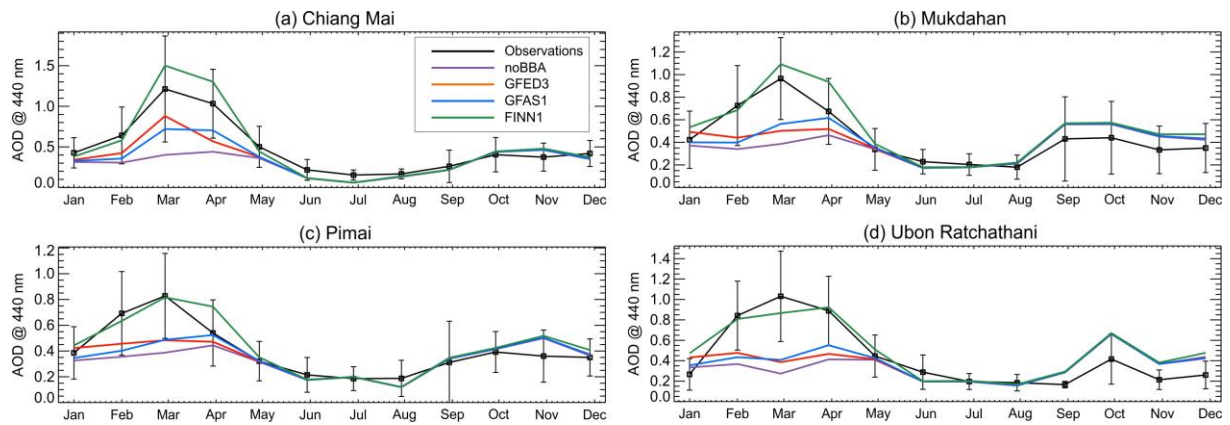 (a) Chiang Mai
AOD @ 440 nm
1.5
1.0
0.5
0.0
Jan Feb Mar Apr May Jun Jul Aug Sep Oct Nov Dec
Observations
noBBA
GFED3
GFAS1
FINN1
(b) Mukdahan
AOD @ 440 nm
1.2
1.0
0.8
0.6
0.4
0.2
0.0
Jan Feb Mar Apr May Jun Jul Aug Sep Oct Nov Dec
(c) Pimai
AOD @ 440 nm
1.2
1.0
0.8
0.6
0.4
0.2
0.0
Jan Feb Mar Apr May Jun Jul Aug Sep Oct Nov Dec
(d) Ubon Ratchathani
AOD @ 440 nm
1.4
1.2
1.0
0.8
0.6
0.4
0.2
0.0
Jan Feb Mar Apr May Jun Jul Aug Sep Oct Nov Dec